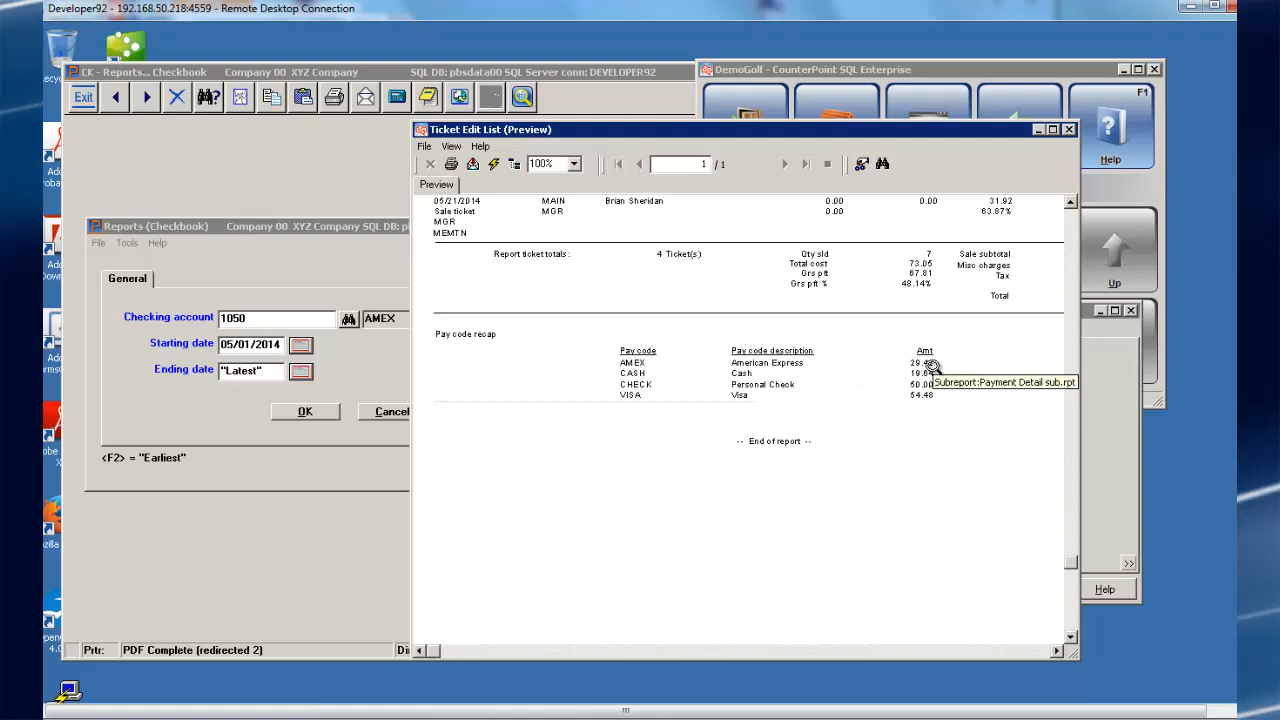 Developer92 - 192.168.50.218:4559 - Remote Desktop Connection
CK - Reports... Checkbook Company 00 XYZ Company SQL DB: pbsdata00 SQL Server conn: DEVELOPER92
DemoGolf - CounterPoint SQL Enterprise
Exit
F1
Help
Up
Help
Ticket Edit List (Preview)
File View Help
100%
1 / 1
Preview
05/21/2014 MAIN Brian Sheridan 0.00 0.00 31.92
Sale ticket MGR 0.00 63.87%
MGR
MEMTN
Report ticket totals: 4 Ticket(s) Qty sld 7 Sale subtotal
Total cost 73.05 Misc charges
Grs pft 67.81 Tax
Grs pft % 48.14%
Total
Pay code recap
Pay code Pay code description Amt
AMEX American Express
CASH Cash
CHECK Personal Check 50.00
VISA Visa 54.48
Subreport:Payment Detail sub.rpt
-- End of report --
Reports (Checkbook) Company 00 XYZ Company SQL DB:
File Tools Help
General
Checking account 1050 AMEX
Starting date 05/01/2014
Ending date "Latest"
OK Cancel
<F2> = "Earliest"
Prtr: PDF Complete (redirected 2)